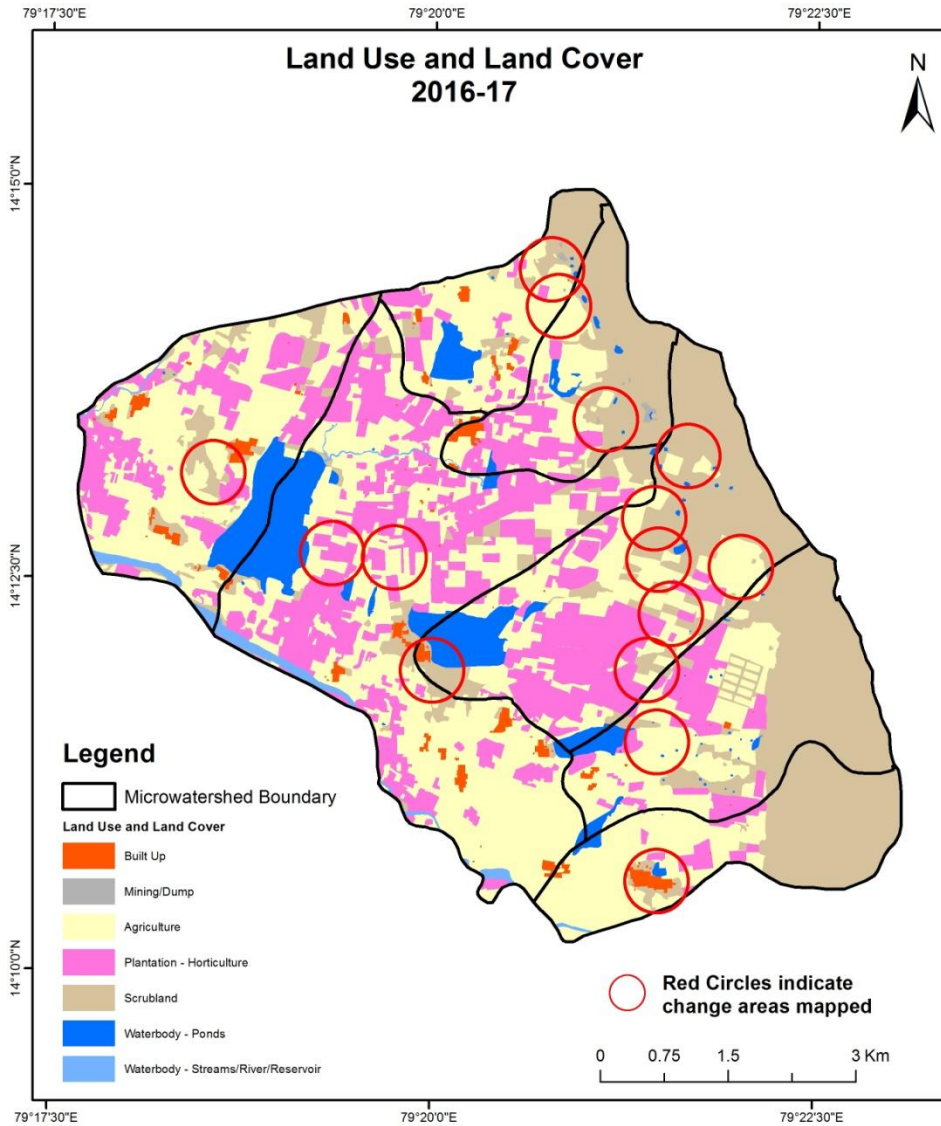 79°17'30"E
79°20'0"E
79°22'30"E
Land Use and Land Cover
2016-17
N
14°15'0"N
14°12'30"N
14°10'0"N
Legend
Microwatershed Boundary
Land Use and Land Cover
Built Up
Mining/Dump
Agriculture
Plantation - Horticulture
Scrubland
Waterbody - Ponds
Waterbody - Streams/River/Reservoir
Red Circles indicate
change areas mapped
0 0.75 1.5 3 Km
79°17'30"E
79°20'0"E
79°22'30"E